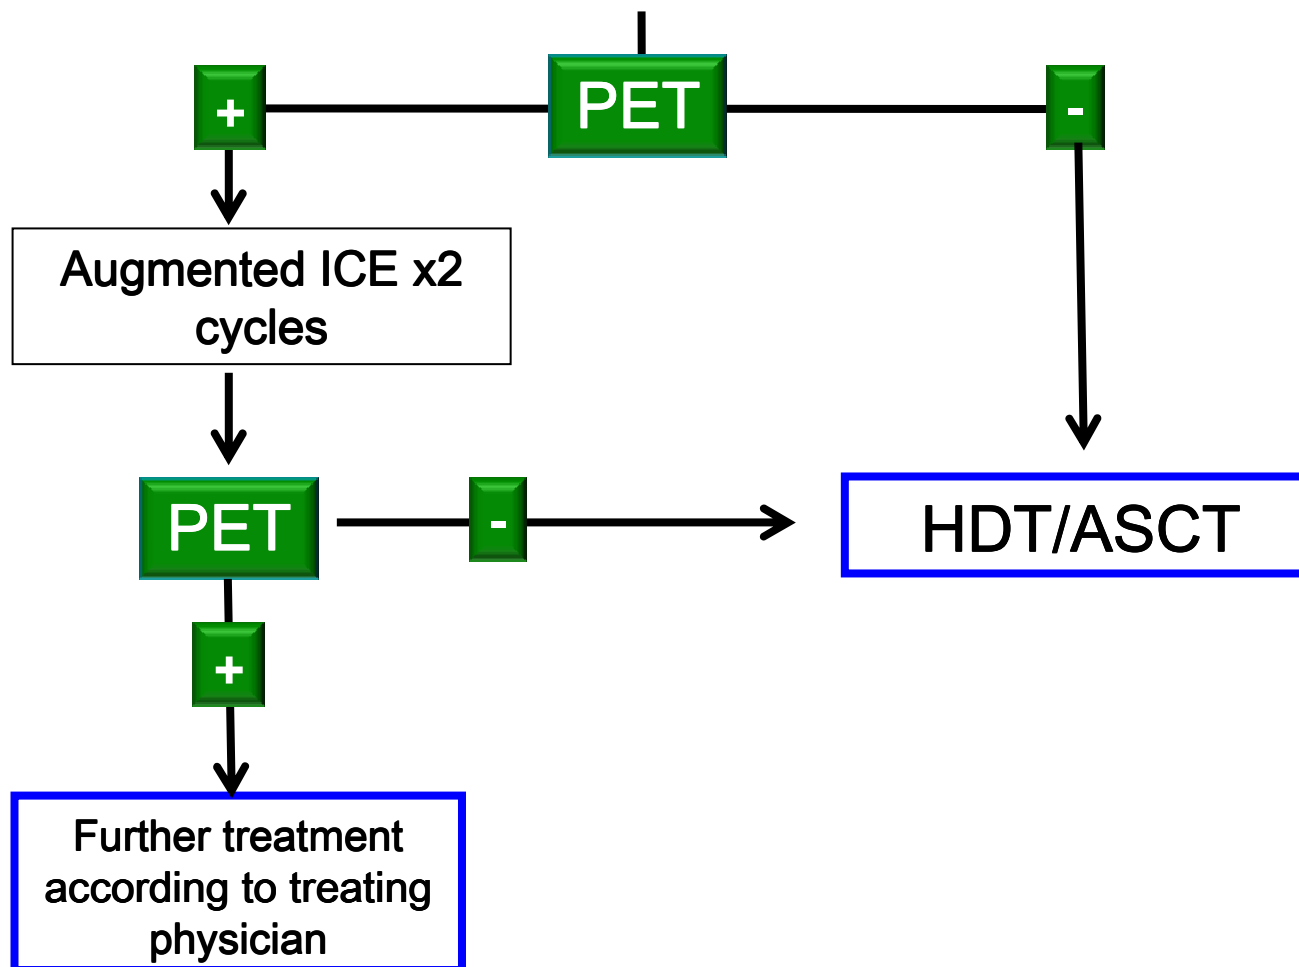 PET
+
-
Augmented ICE x2
cycles
PET
-
HDT/ASCT
+
Further treatment
according to treating
physician